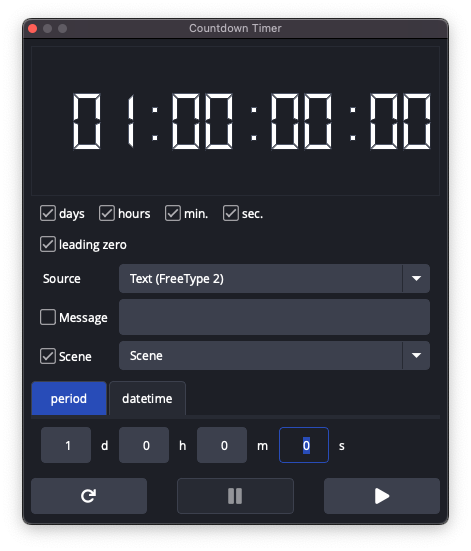 Countdown Timer
01:00:00:00
days hours min. sec.
leading zero
Source Text (FreeType 2)
Message
Scene Scene
period datetime
1 d 0 h 0 m 0 s